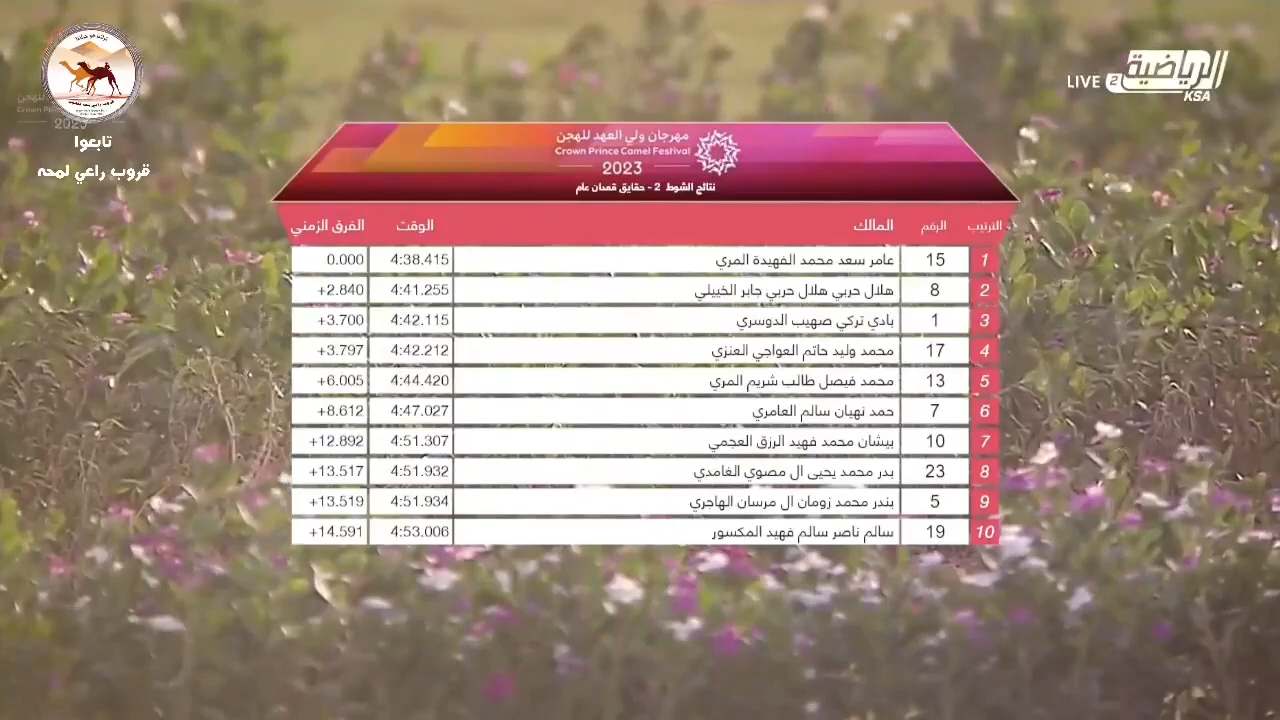 LIVE 2 الرياضية
KSA
تابعوا
قروب راعي لمحه
مهرجان ولي العهد للهجن
Crown Prince Camel Festival
2023
نتائج الشوط 2 - حقايق قعدان عام
الترتيب الرقم المالك الوقت الفرق الزمني
1 15 عامر سعد محمد الفهيدة المري 4:38.415 0.000
2 8 هلال حربي هلال حربي جابر الخييلي 4:41.255 +2.840
3 1 بادي تركي صهيب الدوسري 4:42.115 +3.700
4 17 محمد وليد حاتم العواجي العنزي 4:42.212 +3.797
5 13 محمد فيصل طالب شريم المري 4:44.420 +6.005
6 7 حمد نهيان سالم العامري 4:47.027 +8.612
7 10 بيشان محمد فهيد الرزق العجمي 4:51.307 +12.892
8 23 بدر محمد يحيى ال مصوي الغامدي 4:51.932 +13.517
9 5 بندر محمد زومان ال مرسان الهاجري 4:51.934 +13.519
10 19 سالم ناصر سالم فهيد المكسور 4:53.006 +14.591